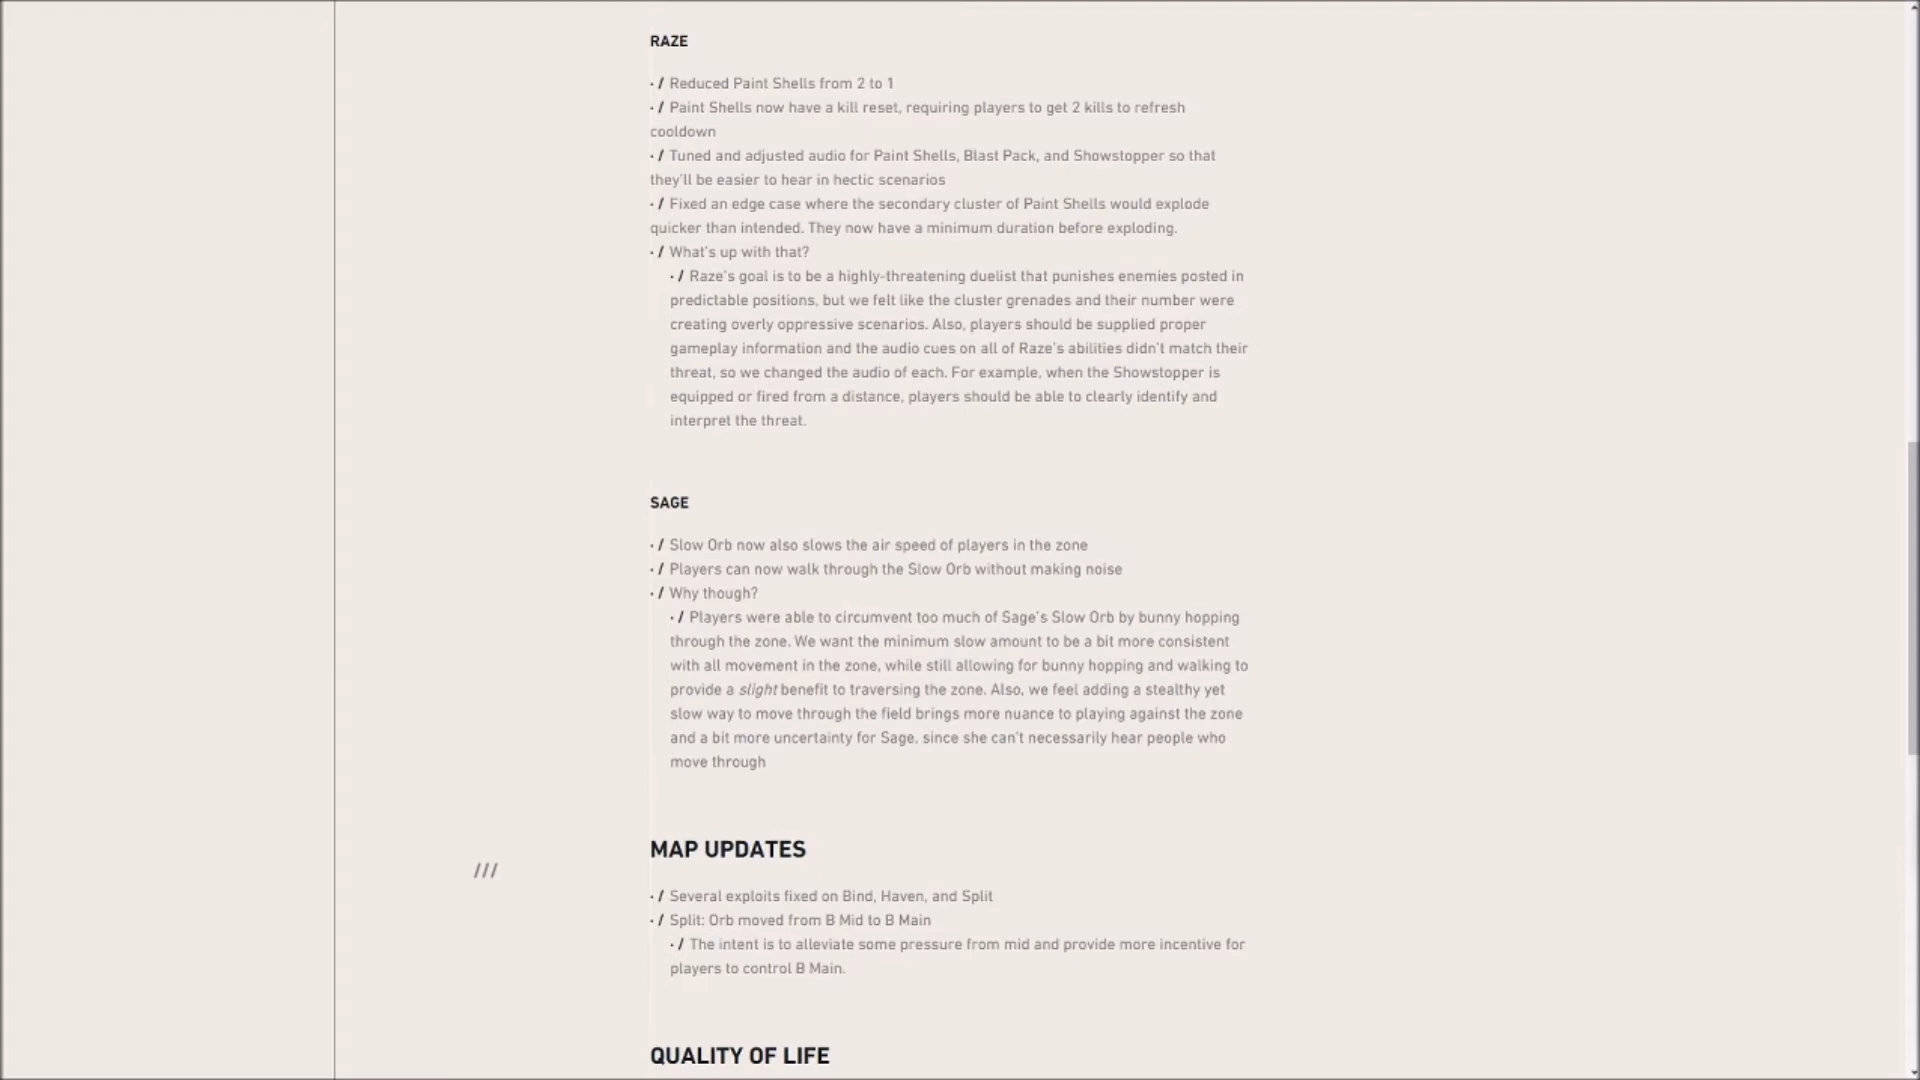 RAZE
· / Reduced Paint Shells from 2 to 1
· / Paint Shells now have a kill reset, requiring players to get 2 kills to refresh
cooldown
· / Tuned and adjusted audio for Paint Shells, Blast Pack, and Showstopper so that
they'll be easier to hear in hectic scenarios
· / Fixed an edge case where the secondary cluster of Paint Shells would explode
quicker than intended. They now have a minimum duration before exploding.
· / What's up with that?
· / Raze's goal is to be a highly-threatening duelist that punishes enemies posted in
predictable positions, but we felt like the cluster grenades and their number were
creating overly oppressive scenarios. Also, players should be supplied proper
gameplay information and the audio cues on all of Raze's abilities didn't match their
threat, so we changed the audio of each. For example, when the Showstopper is
equipped or fired from a distance, players should be able to clearly identify and
interpret the threat.
SAGE
· / Slow Orb now also slows the air speed of players in the zone
· / Players can now walk through the Slow Orb without making noise
· / Why though?
· / Players were able to circumvent too much of Sage's Slow Orb by bunny hopping
through the zone. We want the minimum slow amount to be a bit more consistent
with all movement in the zone, while still allowing for bunny hopping and walking to
provide a slight benefit to traversing the zone. Also, we feel adding a stealthy yet
slow way to move through the field brings more nuance to playing against the zone
and a bit more uncertainty for Sage, since she can't necessarily hear people who
move through
MAP UPDATES
///
· / Several exploits fixed on Bind, Haven, and Split
· / Split: Orb moved from B Mid to B Main
· / The intent is to alleviate some pressure from mid and provide more incentive for
players to control B Main.
QUALITY OF LIFE